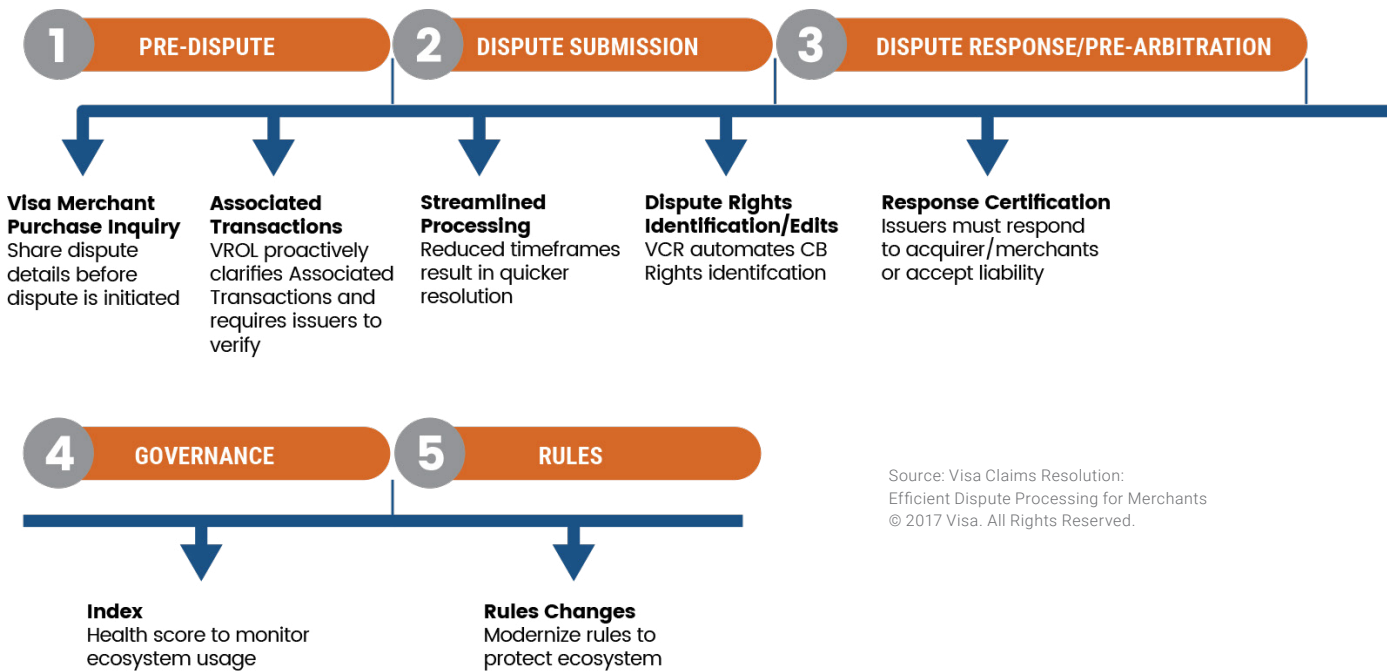 1 PRE-DISPUTE
2 DISPUTE SUBMISSION
3 DISPUTE RESPONSE/PRE-ARBITRATION
Visa Merchant
Purchase Inquiry
Share dispute
details before
dispute is initiated
Associated
Transactions
VROL proactively
clarifies Associated
Transactions and
requires issuers to
verify
Streamlined
Processing
Reduced timeframes
result in quicker
resolution
Dispute Rights
Identification/Edits
VCR automates CB
Rights identifcation
Response Certification
Issuers must respond
to acquirer/merchants
or accept liability
4 GOVERNANCE
5 RULES
Index
Health score to monitor
ecosystem usage
Rules Changes
Modernize rules to
protect ecosystem
Source: Visa Claims Resolution:
Efficient Dispute Processing for Merchants
© 2017 Visa. All Rights Reserved.